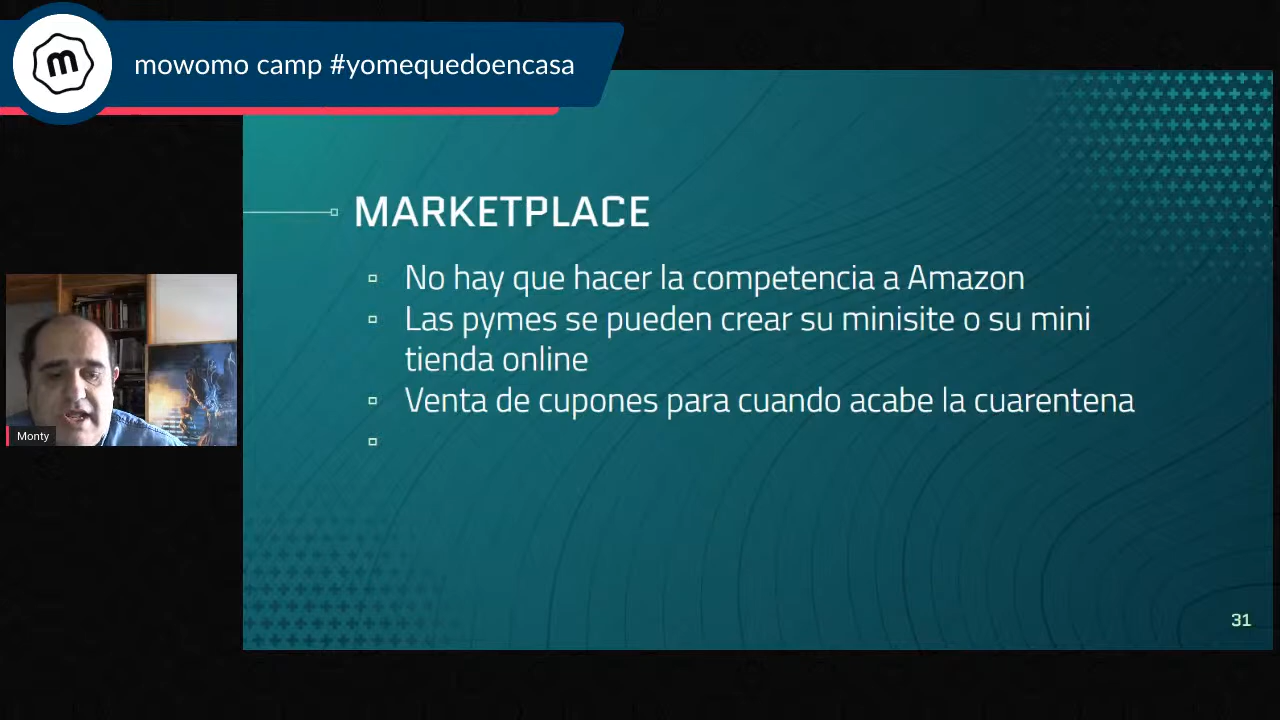 m
mowomo camp #yomequedoencasa
MARKETPLACE
No hay que hacer la competencia a Amazon
Las pymes se pueden crear su minisite o su mini
tienda online
Venta de cupones para cuando acabe la cuarentena
Monty
31